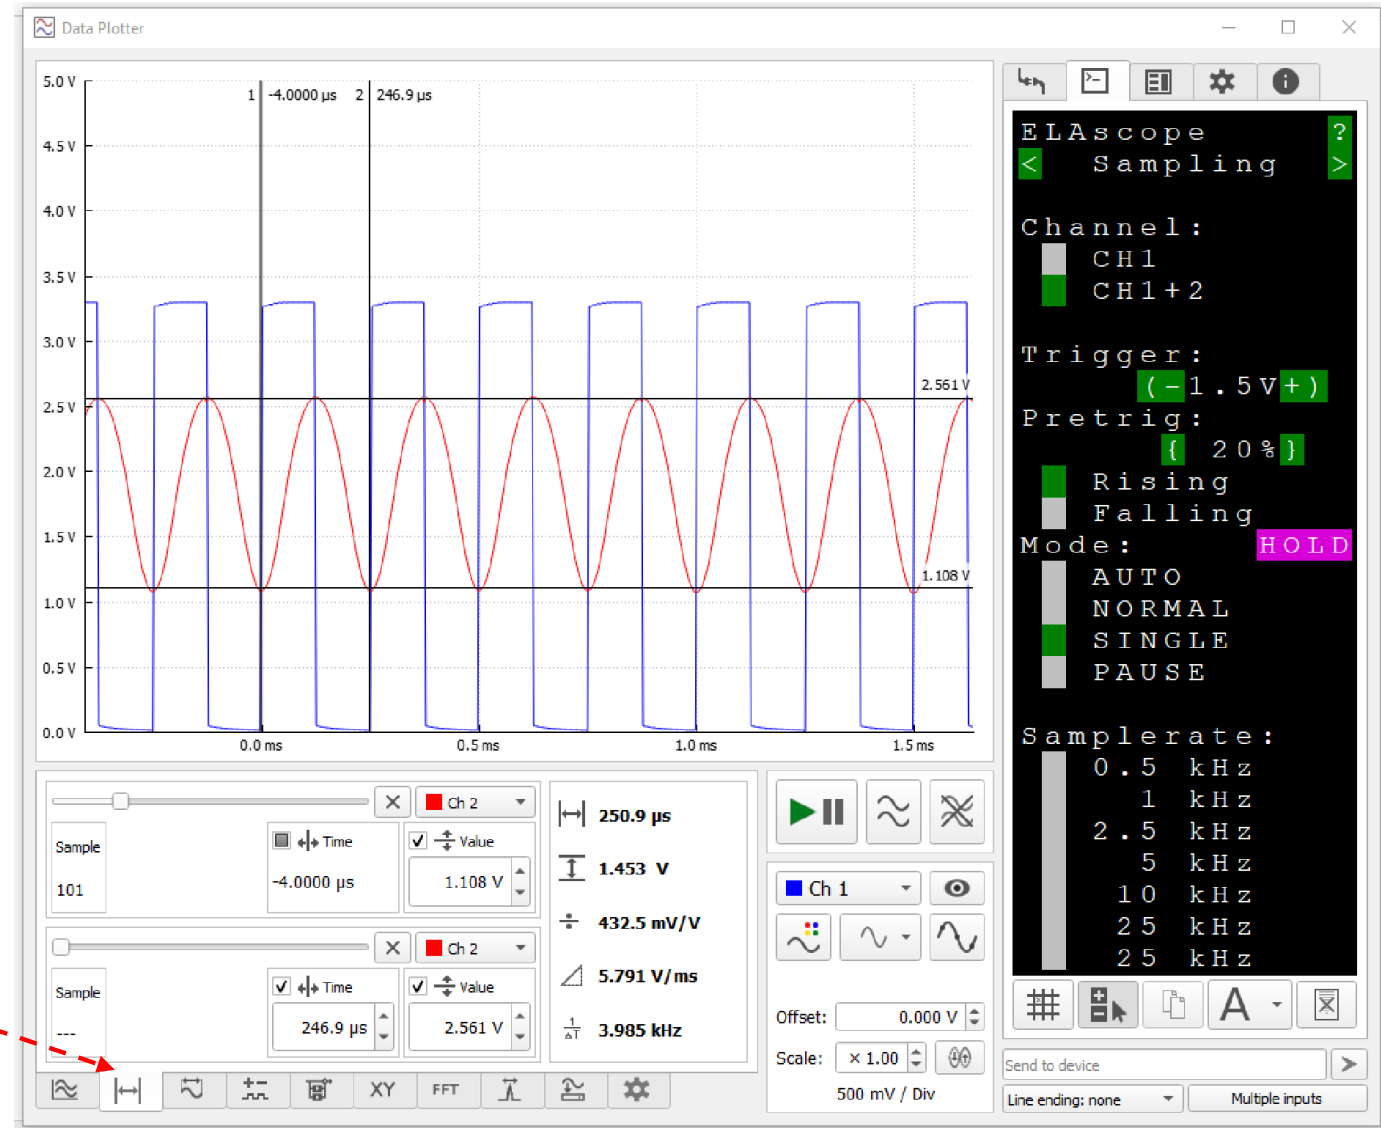 Data Plotter
5.0 V
4.5 V
4.0 V
3.5 V
3.0 V
2.5 V
2.0 V
1.5 V
1.0 V
0.5 V
0.0 V
1 -4.0000 µs 2 246.9 µs
2.561 V
1.108 V
0.0 ms 0.5 ms 1.0 ms 1.5 ms
Ch 2
Sample
101
Time
-4.0000 µs
Value
1.108 V
Ch 2
Sample
---
Time
246.9 µs
Value
2.561 V
250.9 µs
1.453 V
432.5 mV/V
5.791 V/ms
1
ΔT 3.985 kHz
XY
FFT
Ch 1
Offset: 0.000 V
Scale: × 1.00
500 mV / Div
ELAscope ?
< Sampling >
Channel:
CH1
CH1+2
Trigger:
(-1.5V+)
Pretrig:
{ 20%}
Rising
Falling
Mode: HOLD
AUTO
NORMAL
SINGLE
PAUSE
Samplerate:
0.5 kHz
1 kHz
2.5 kHz
5 kHz
10 kHz
25 kHz
25 kHz
A
Send to device
Line ending: none
Multiple inputs